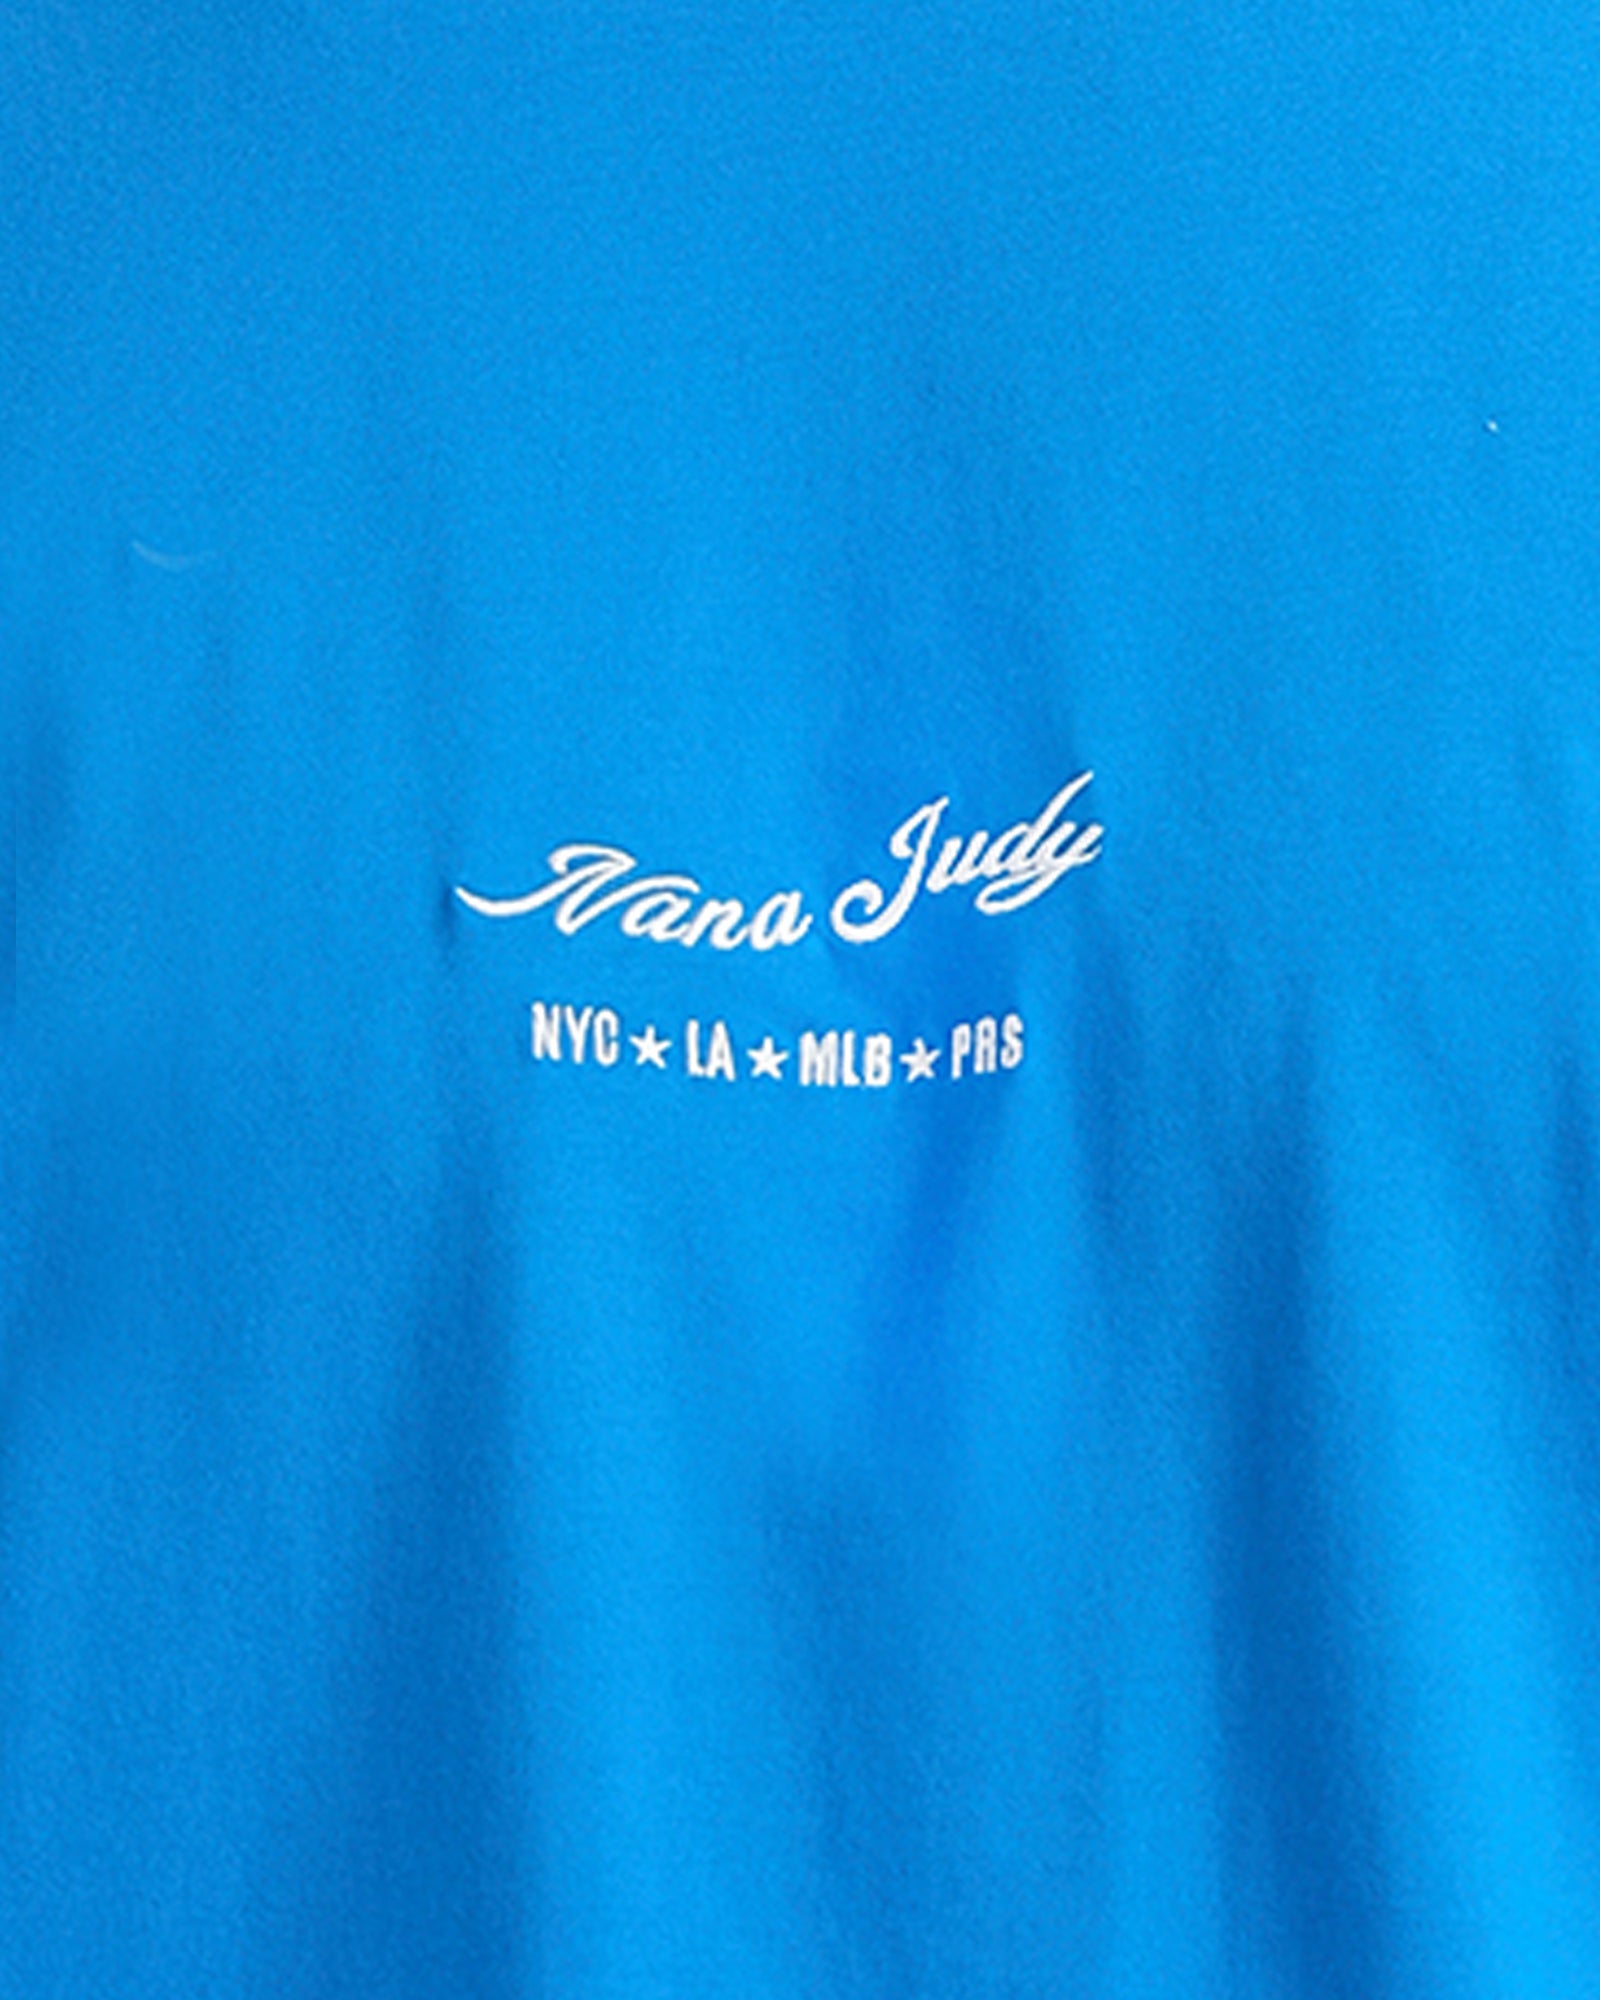 Nana Judy
NYC ★ LA ★ MLB ★ PRS